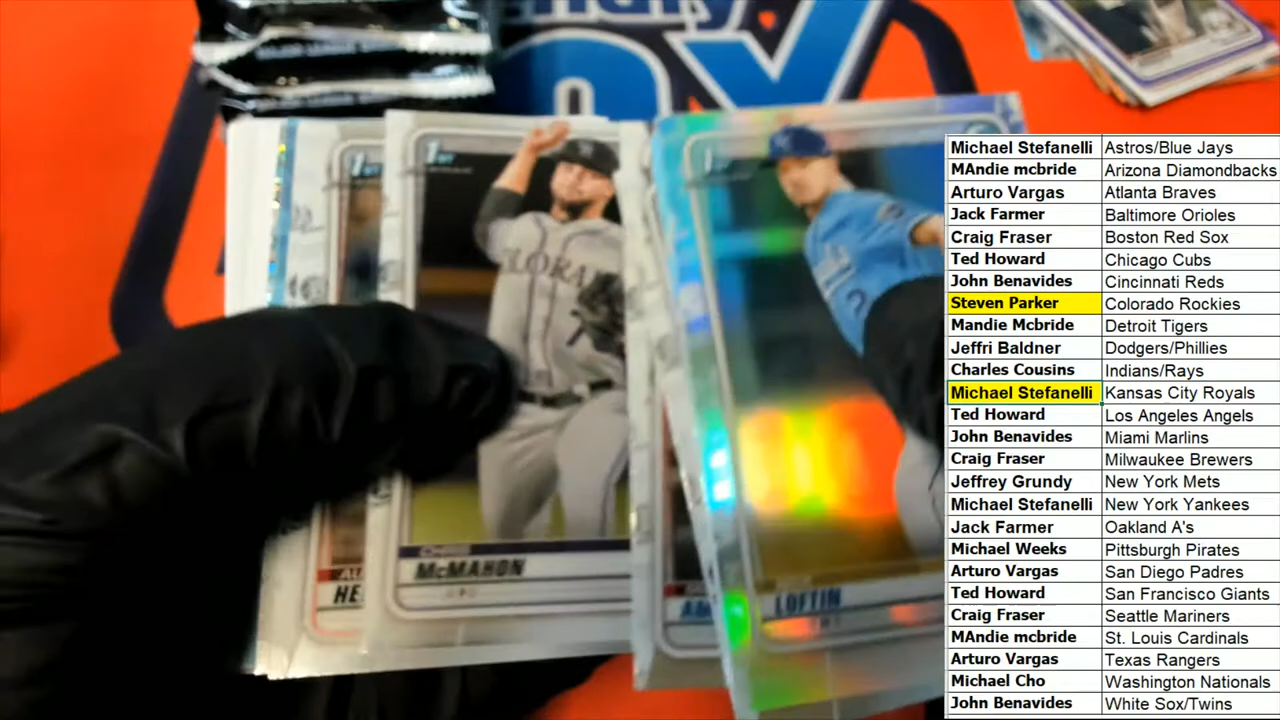 1ST
COLORA
CHRIS
McMAHON
HE
LOFTIN
Michael Stefanelli Astros/Blue Jays
MAndie mcbride Arizona Diamondbacks
Arturo Vargas Atlanta Braves
Jack Farmer Baltimore Orioles
Craig Fraser Boston Red Sox
Ted Howard Chicago Cubs
John Benavides Cincinnati Reds
Steven Parker Colorado Rockies
Mandie Mcbride Detroit Tigers
Jeffri Baldner Dodgers/Phillies
Charles Cousins Indians/Rays
Michael Stefanelli Kansas City Royals
Ted Howard Los Angeles Angels
John Benavides Miami Marlins
Craig Fraser Milwaukee Brewers
Jeffrey Grundy New York Mets
Michael Stefanelli New York Yankees
Jack Farmer Oakland A's
Michael Weeks Pittsburgh Pirates
Arturo Vargas San Diego Padres
Ted Howard San Francisco Giants
Craig Fraser Seattle Mariners
MAndie mcbride St. Louis Cardinals
Arturo Vargas Texas Rangers
Michael Cho Washington Nationals
John Benavides White Sox/Twins